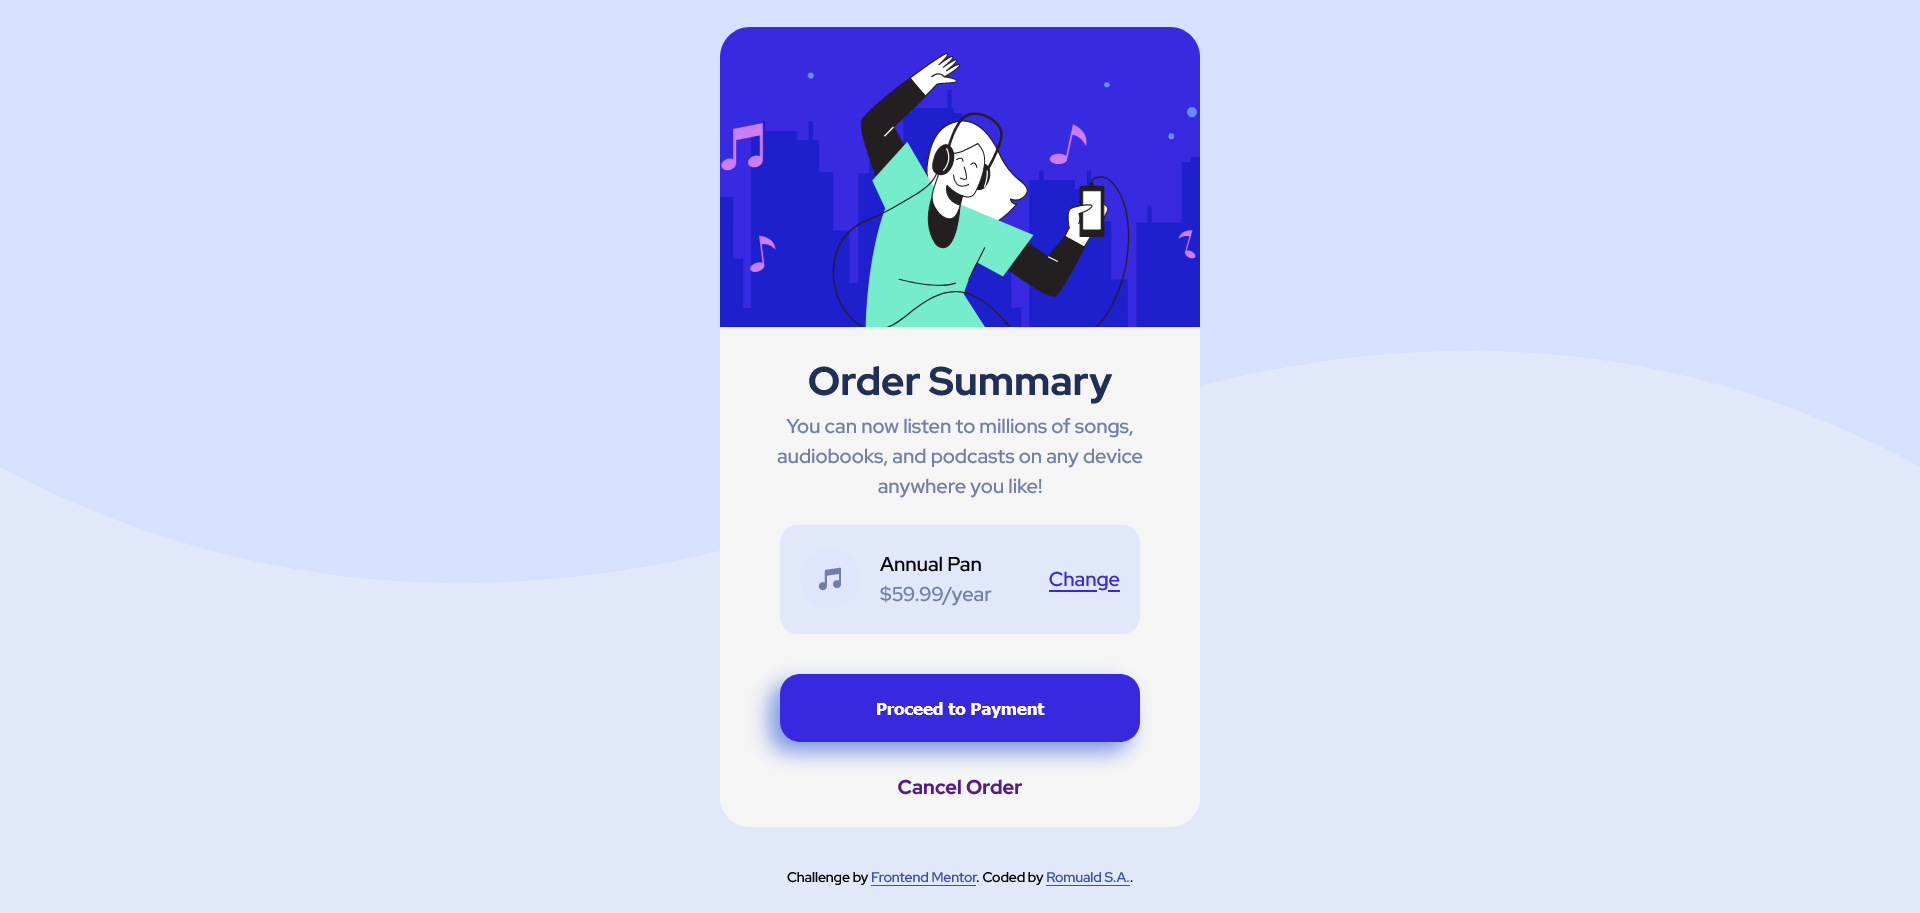 Order Summary
You can now listen to millions of songs,
audiobooks, and podcasts on any device
anywhere you like!
Annual Pan
$59.99/year
Change
Proceed to Payment
Cancel Order
Challenge by Frontend Mentor. Coded by Romuald S.A..